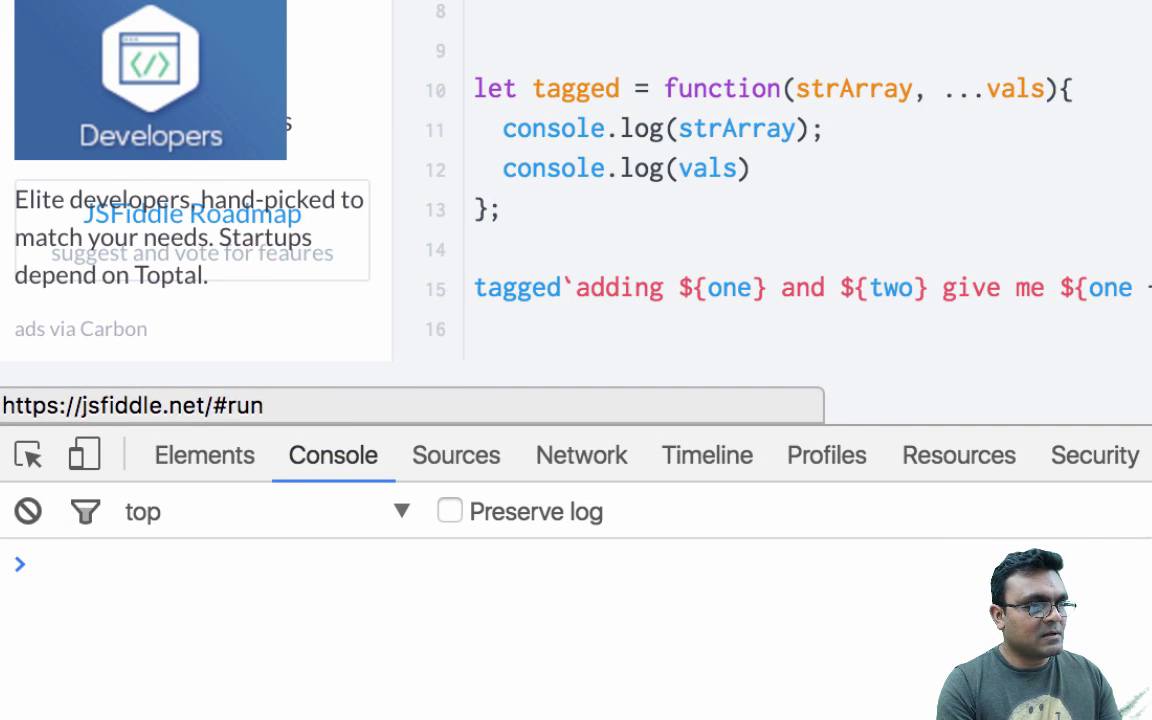 Developers
s
Elite developers, hand-picked to
JSFiddle Roadmap
match your needs. Startups
suggest and vote for feaures
depend on Toptal.
ads via Carbon
8
9
10 let tagged = function(strArray, ...vals){
11 console.log(strArray);
12 console.log(vals)
13 };
14
15 tagged`adding ${one} and ${two} give me ${one
16
https://jsfiddle.net/#run
Elements Console Sources Network Timeline Profiles Resources Security
top ▼ Preserve log
>